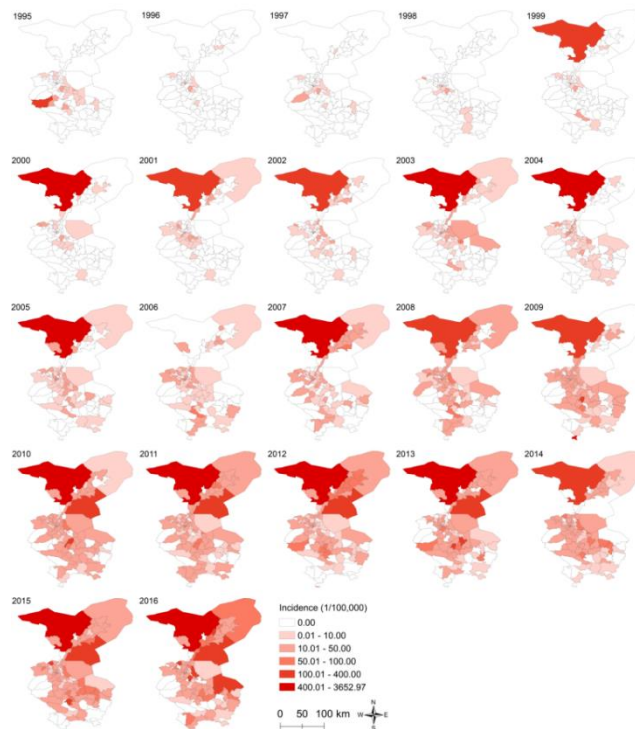 1995 1996 1997 1998 1999
2000 2001 2002 2003 2004
2005 2006 2007 2008 2009
2010 2011 2012 2013 2014
2015 2016
Incidence (1/100,000)
0.00
0.01 - 10.00
10.01 - 50.00
50.01 - 100.00
100.01 - 400.00
400.01 - 3652.97
N
W E
S
0 50 100 km